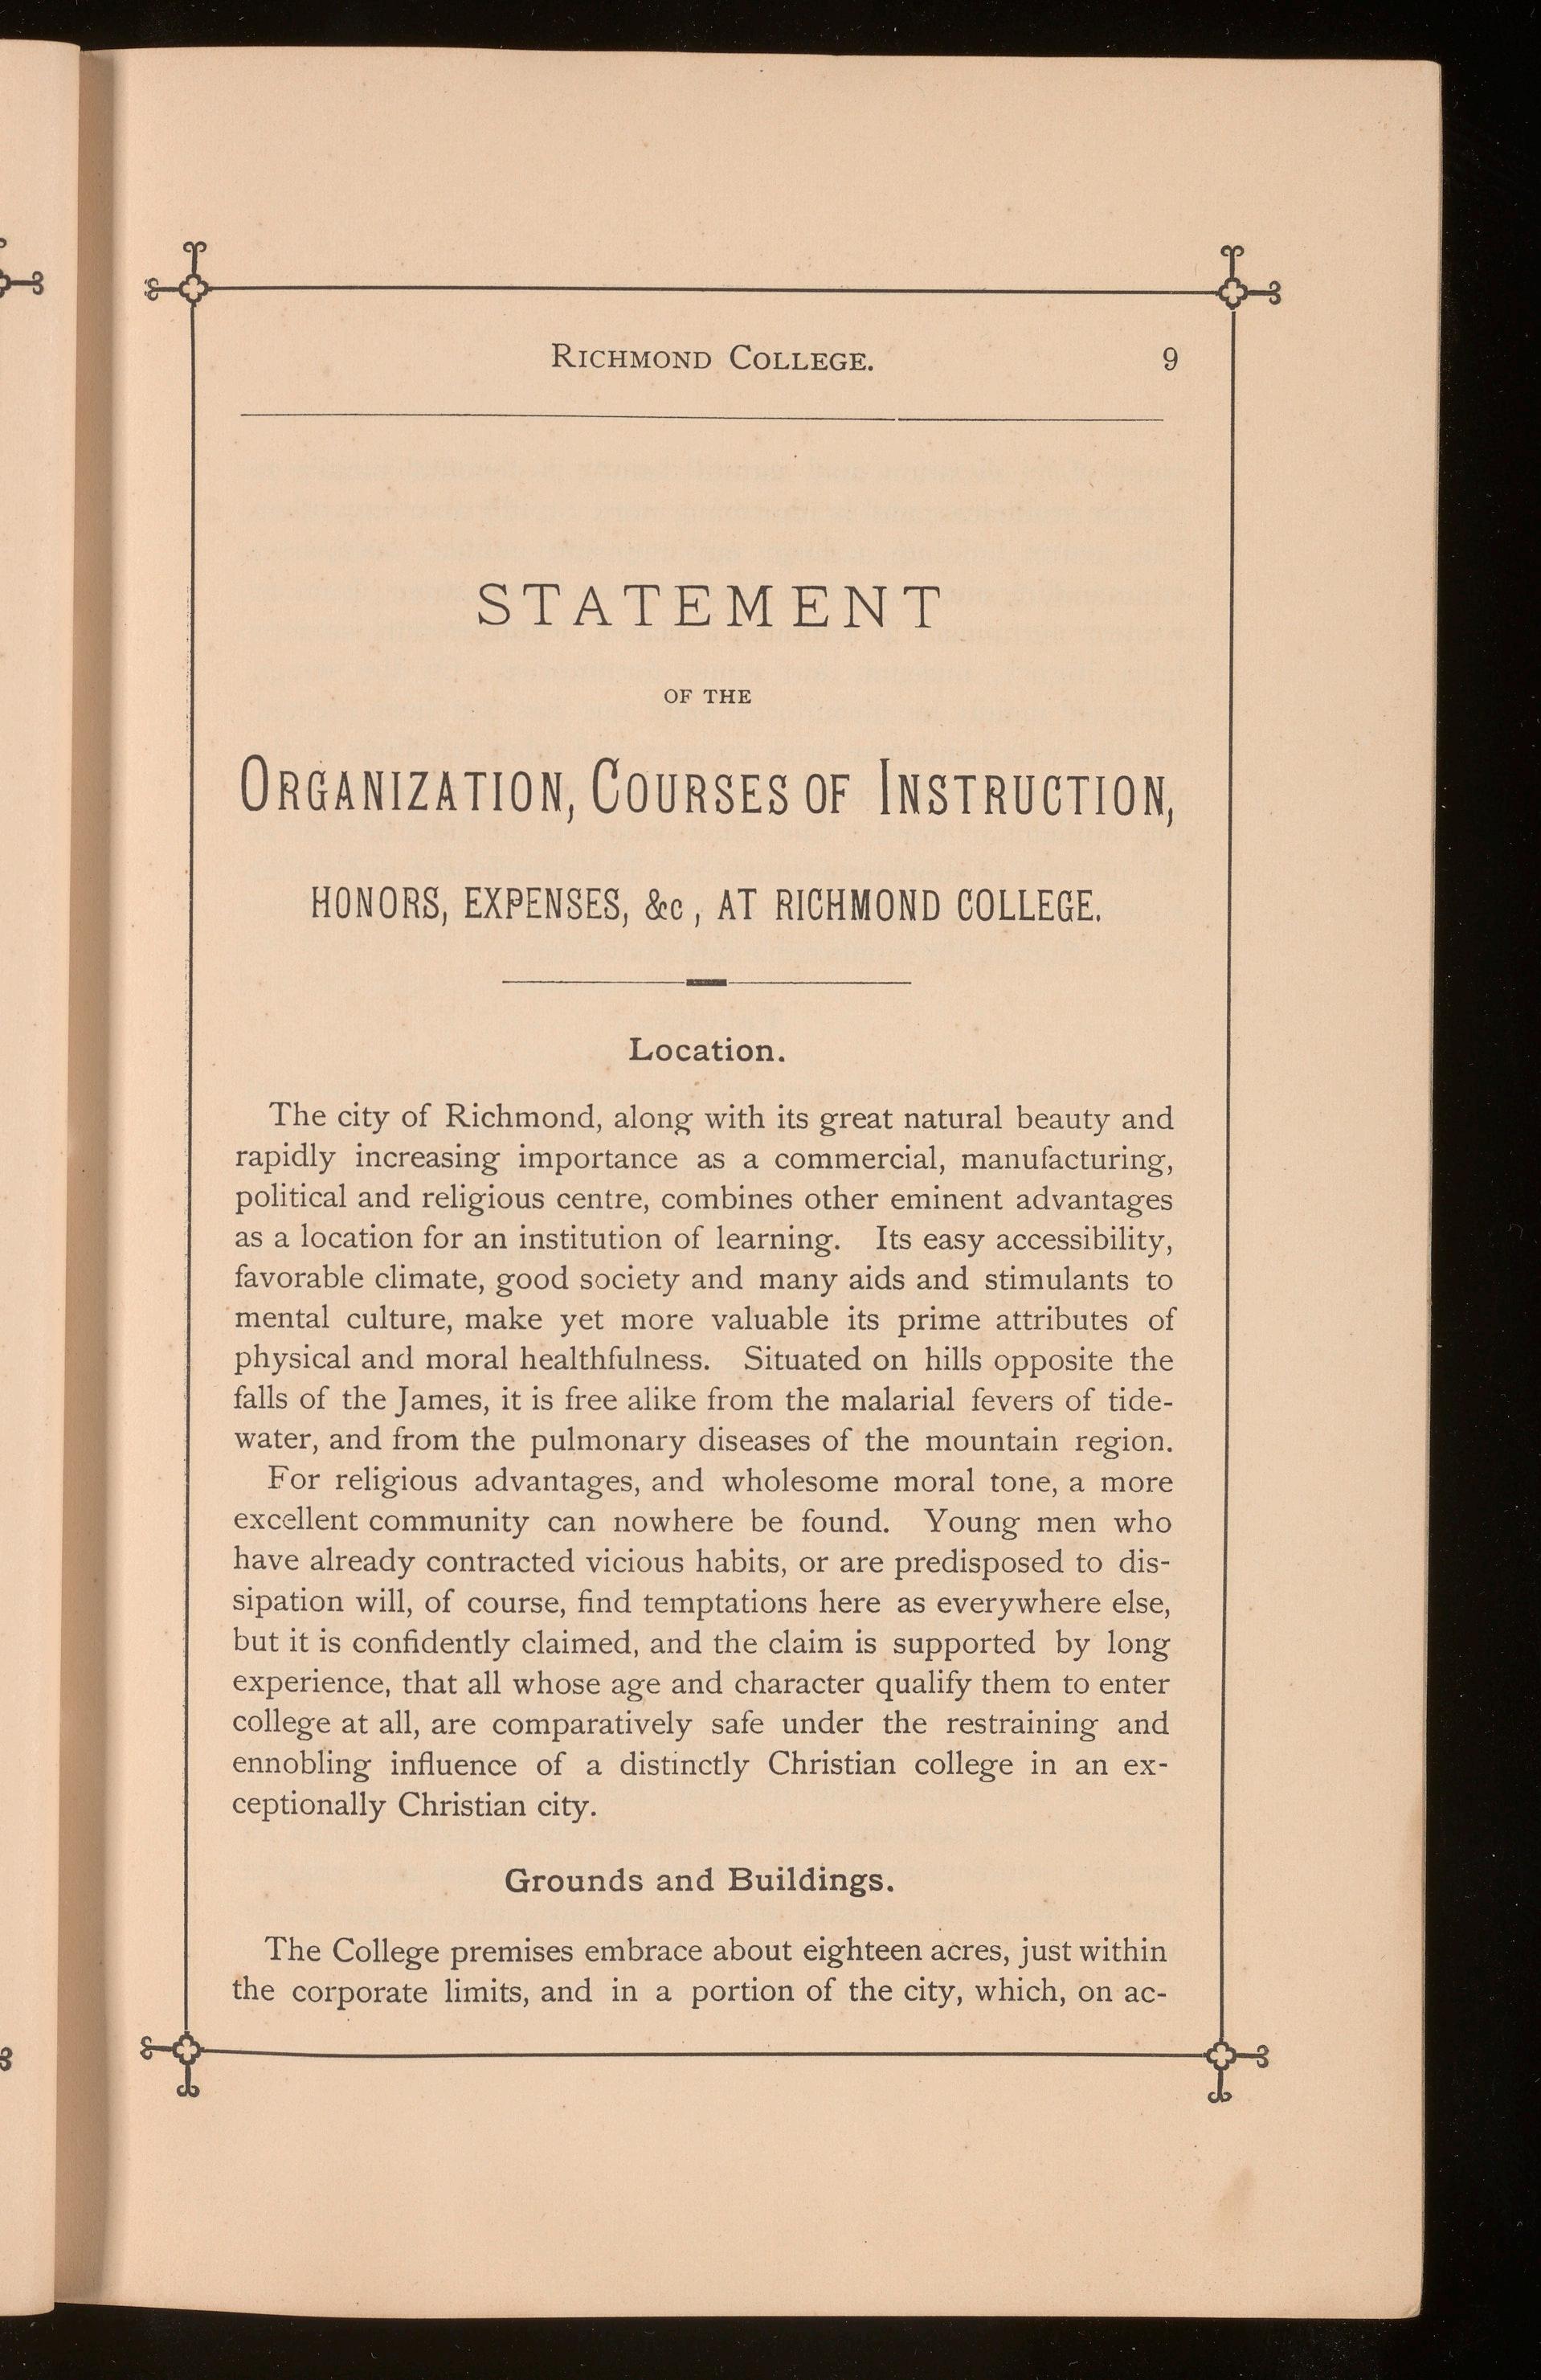 RICHMOND COLLEGE. 9
STATEMENT
OF THE
ORGANIZATION, COURSES OF INSTRUCTION,
HONORS, EXPENSES, &c, AT RICHMOND COLLEGE.
Location.
The city of Richmond, along with its great natural beauty and
rapidly increasing importance as a commercial, manufacturing,
political and religious centre, combines other eminent advantages
as a location for an institution of learning. Its easy accessibility,
favorable climate, good society and many aids and stimulants to
mental culture, make yet more valuable its prime attributes of
physical and moral healthfulness. Situated on hills opposite the
falls of the James, it is free alike from the malarial fevers of tide-
water, and from the pulmonary diseases of the mountain region.
For religious advantages, and wholesome moral tone, a more
excellent community can nowhere be found. Young men who
have already contracted vicious habits, or are predisposed to dis-
sipation will, of course, find temptations here as everywhere else,
but it is confidently claimed, and the claim is supported by long
experience, that all whose age and character qualify them to enter
college at all, are comparatively safe under the restraining and
ennobling influence of a distinctly Christian college in an ex-
ceptionally Christian city.
Grounds and Buildings.
The College premises embrace about eighteen acres, just within
the corporate limits, and in a portion of the city, which, on ac-